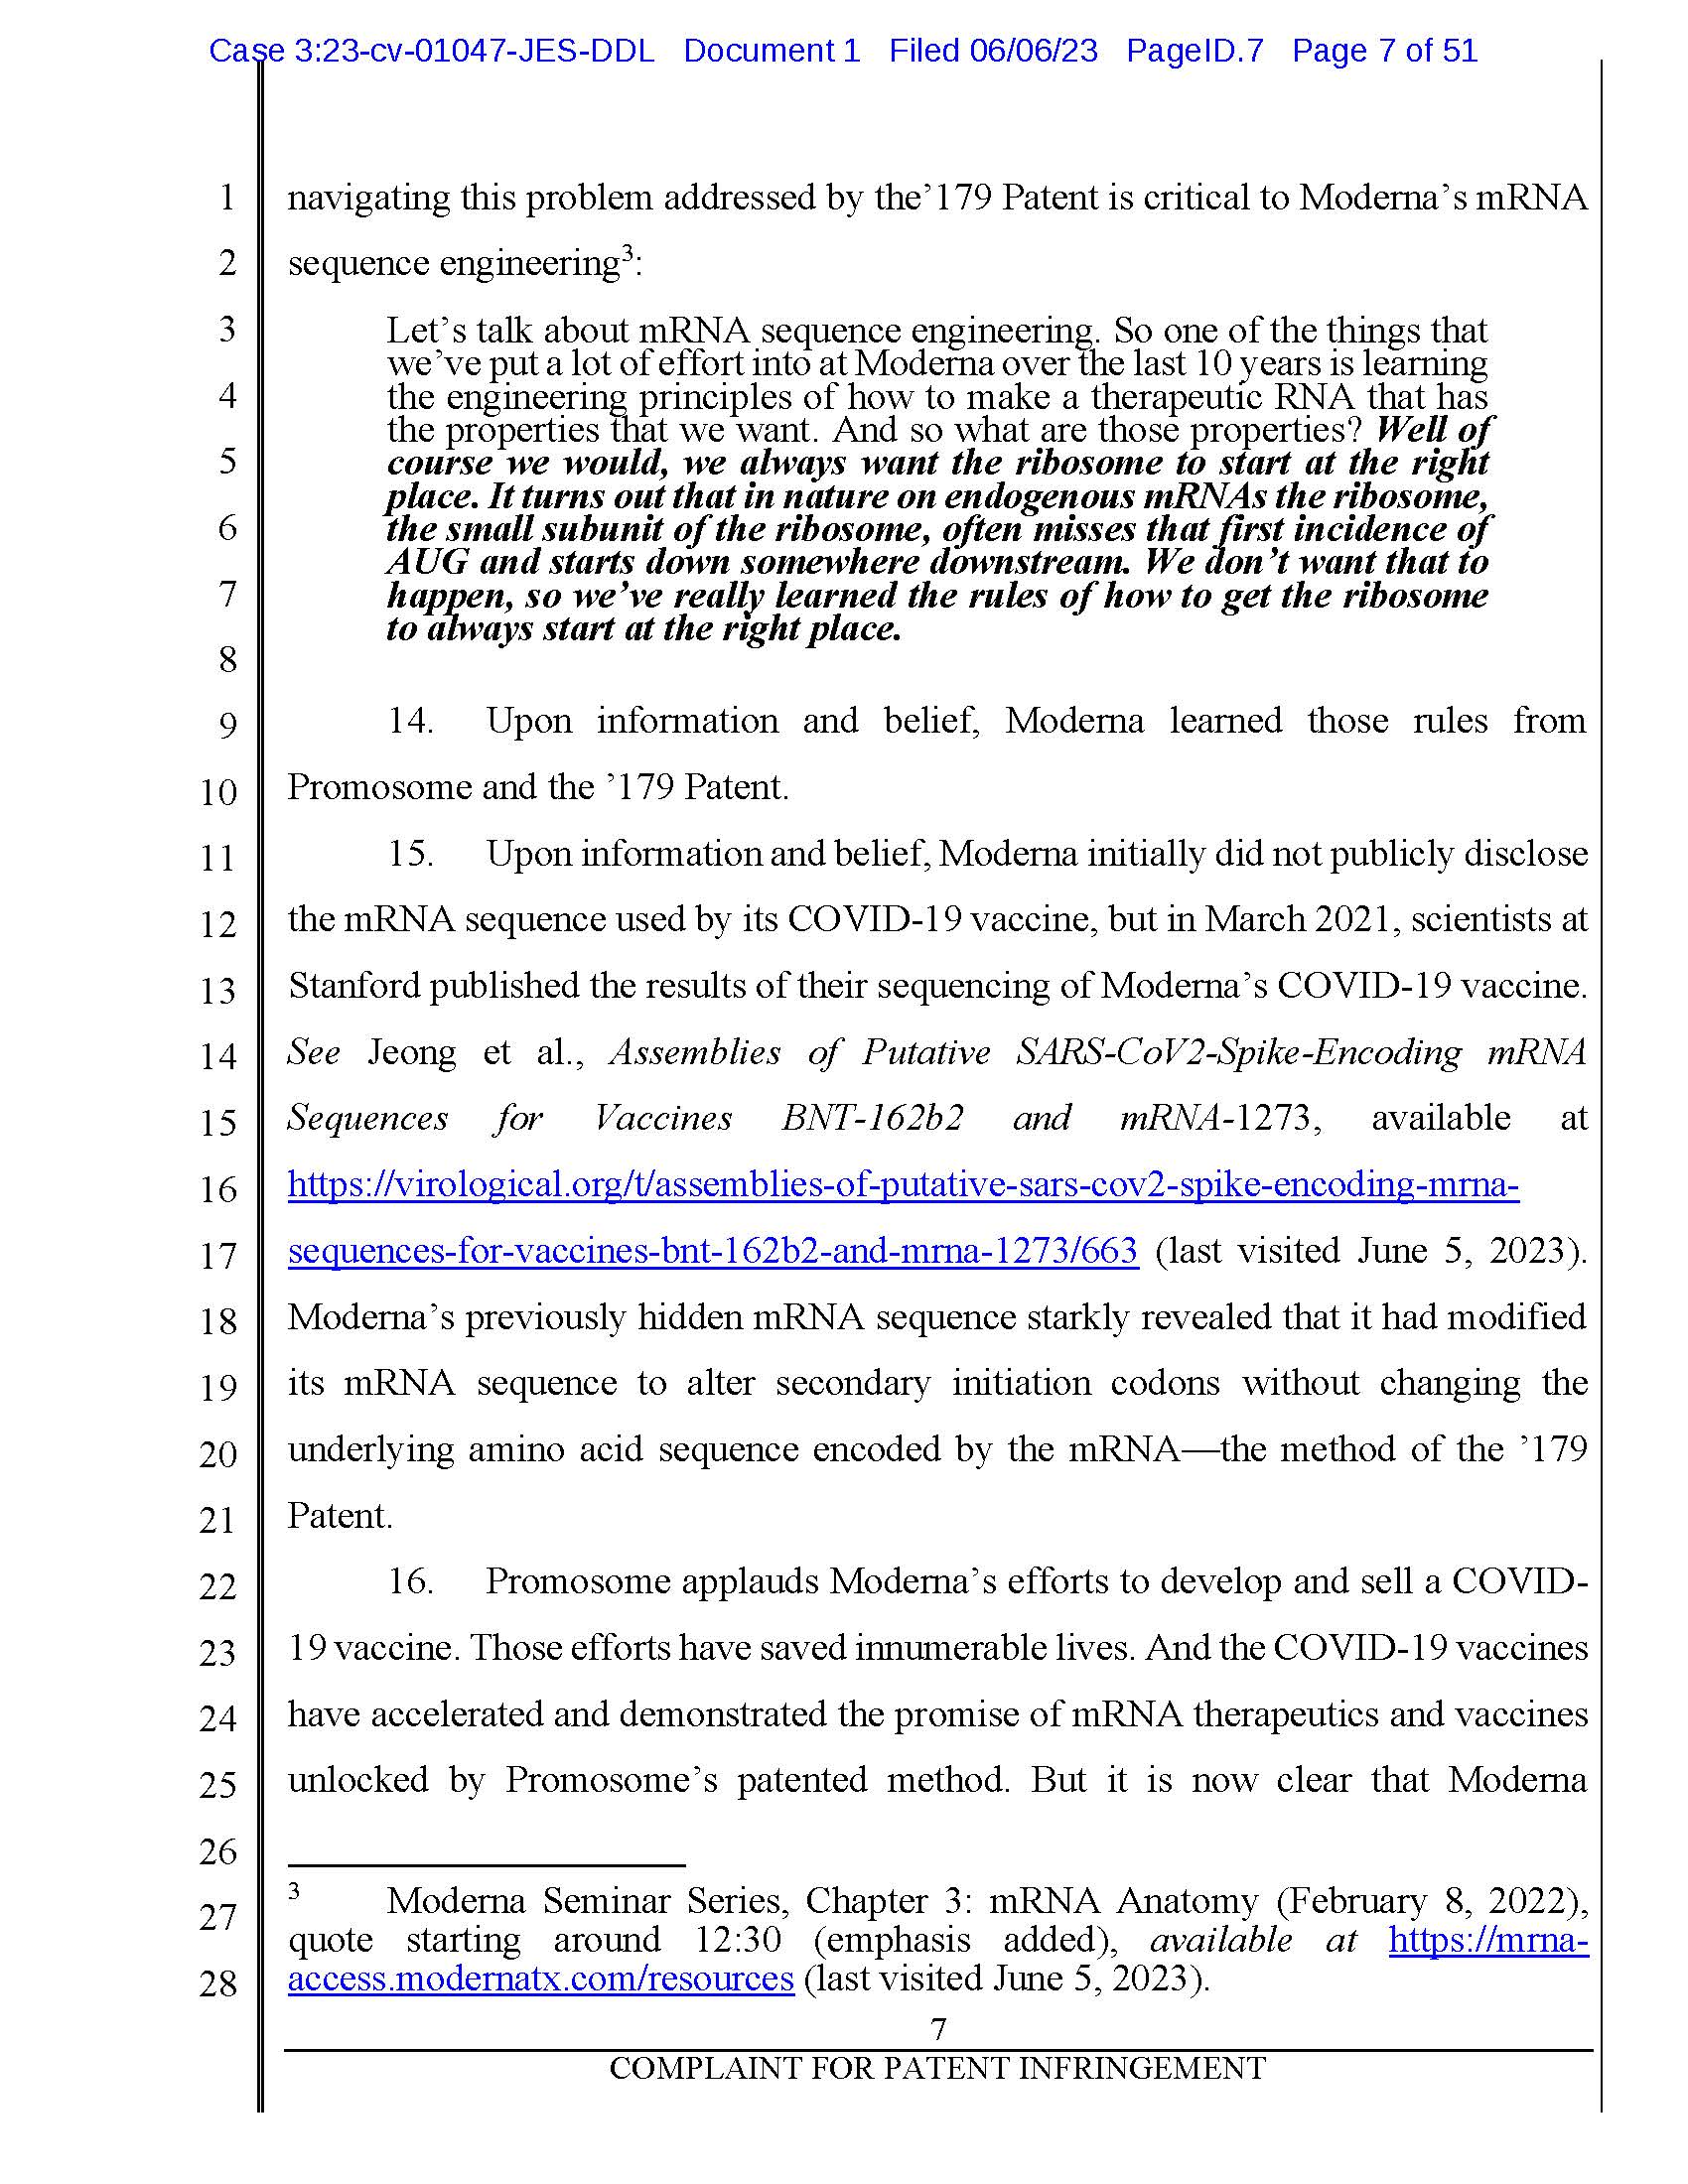 Case 3:23-cv-01047-JES-DDL Document 1 Filed 06/06/23 PageID.7 Page 7 of 51
1 navigating this problem addressed by the’179 Patent is critical to Moderna’s mRNA
2 sequence engineering3:
3 Let’s talk about mRNA sequence engineering. So one of the things that
we’ve put a lot of effort into at Moderna over the last 10 years is learning
4 the engineering principles of how to make a therapeutic RNA that has
the properties that we want. And so what are those properties? Well of
5 course we would, we always want the ribosome to start at the right
place. It turns out that in nature on endogenous mRNAs the ribosome,
6 the small subunit of the ribosome, often misses that first incidence of
AUG and starts down somewhere downstream. We don’t want that to
7 happen, so we’ve really learned the rules of how to get the ribosome
to always start at the right place.
8
9 14. Upon information and belief, Moderna learned those rules from
10 Promosome and the ’179 Patent.
11 15. Upon information and belief, Moderna initially did not publicly disclose
12 the mRNA sequence used by its COVID-19 vaccine, but in March 2021, scientists at
13 Stanford published the results of their sequencing of Moderna’s COVID-19 vaccine.
14 See Jeong et al., Assemblies of Putative SARS-CoV2-Spike-Encoding mRNA
15 Sequences for Vaccines BNT-162b2 and mRNA-1273, available at
16 https://virological.org/t/assemblies-of-putative-sars-cov2-spike-encoding-mrna-
17 sequences-for-vaccines-bnt-162b2-and-mrna-1273/663 (last visited June 5, 2023).
18 Moderna’s previously hidden mRNA sequence starkly revealed that it had modified
19 its mRNA sequence to alter secondary initiation codons without changing the
20 underlying amino acid sequence encoded by the mRNA—the method of the ’179
21 Patent.
22 16. Promosome applauds Moderna’s efforts to develop and sell a COVID-
23 19 vaccine. Those efforts have saved innumerable lives. And the COVID-19 vaccines
24 have accelerated and demonstrated the promise of mRNA therapeutics and vaccines
25 unlocked by Promosome’s patented method. But it is now clear that Moderna
26
27 3 Moderna Seminar Series, Chapter 3: mRNA Anatomy (February 8, 2022),
quote starting around 12:30 (emphasis added), available at https://mrna-
28 access.modernatx.com/resources (last visited June 5, 2023).
7
COMPLAINT FOR PATENT INFRINGEMENT